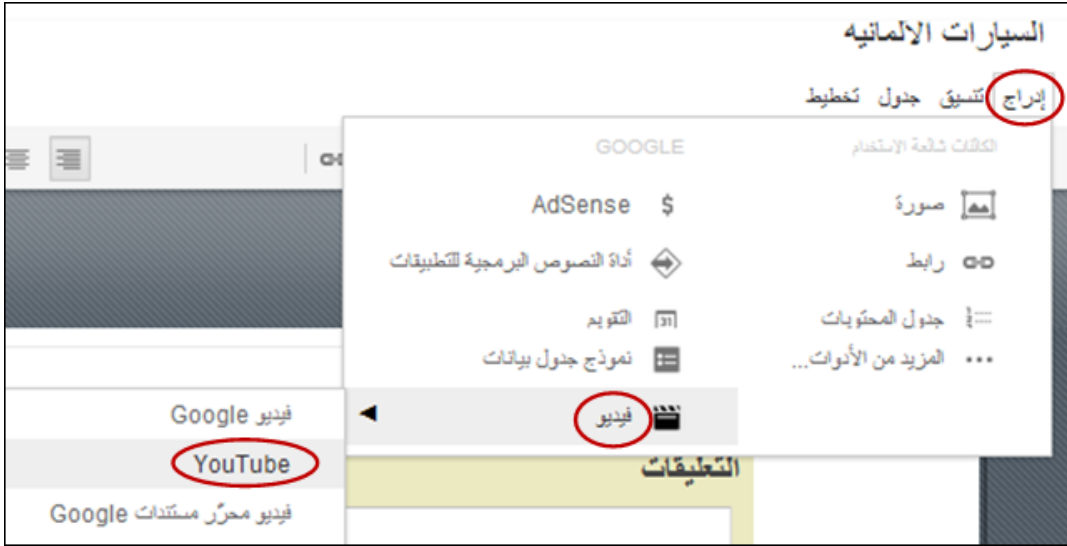 السيارات الالمانيه
إدراج تنسيق جدول تخطيط
الكائنات شائعة الاستخدام
صورة
رابط
جدول المحتويات
المزيد من الأدوات...
GOOGLE
AdSense $
أداة النصوص البرمجية للتطبيقات
31 التقويم
نموذج جدول بيانات
فيديو
فيديو Google
YouTube
فيديو محرّر مستندات Google
التعليقات